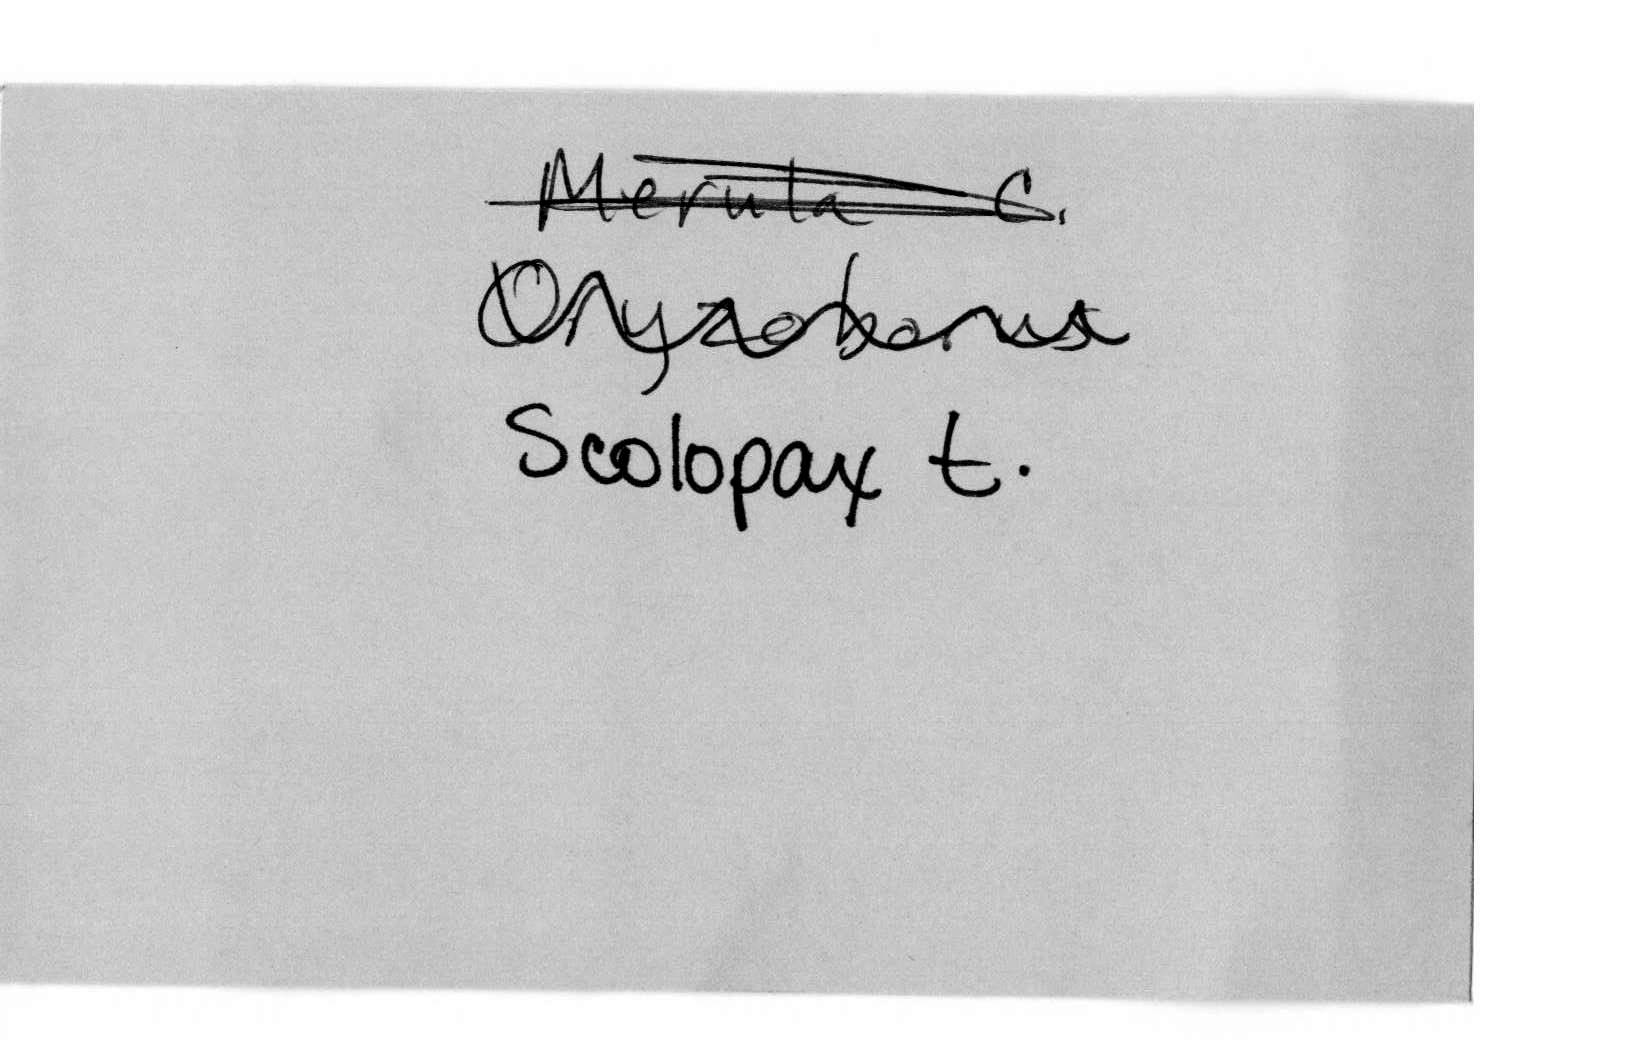 Merula C.
Oryzoborus
Scolopax t.